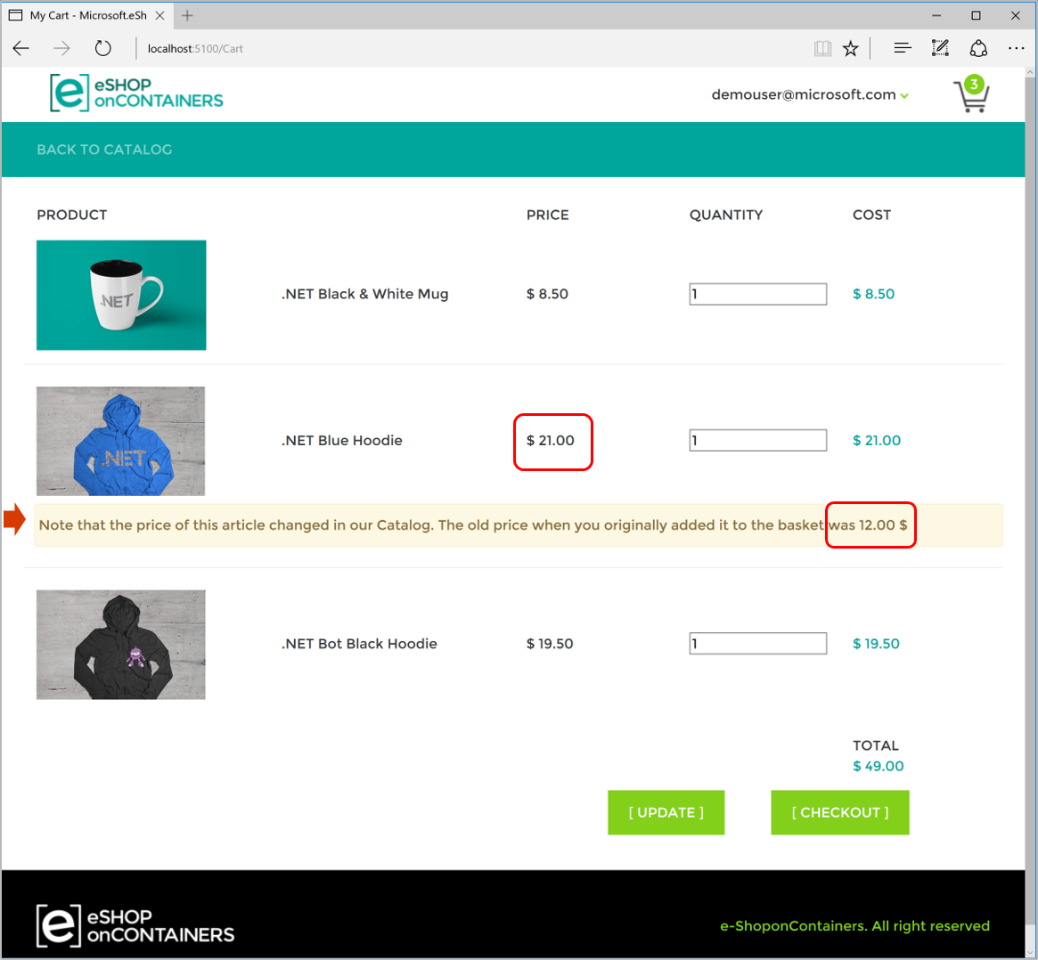 My Cart - Microsoft.eSh
localhost:5100/Cart
eSHOP
onCONTAINERS
demouser@microsoft.com
3
BACK TO CATALOG
PRODUCT PRICE QUANTITY COST
.NET
.NET Black & White Mug $ 8.50 1 $ 8.50
.NET
.NET Blue Hoodie $ 21.00 1 $ 21.00
Note that the price of this article changed in our Catalog. The old price when you originally added it to the basket was 12.00 $
.NET Bot Black Hoodie $ 19.50 1 $ 19.50
TOTAL
$ 49.00
[ UPDATE ] [ CHECKOUT ]
eSHOP
onCONTAINERS
e-ShoponContainers. All right reserved